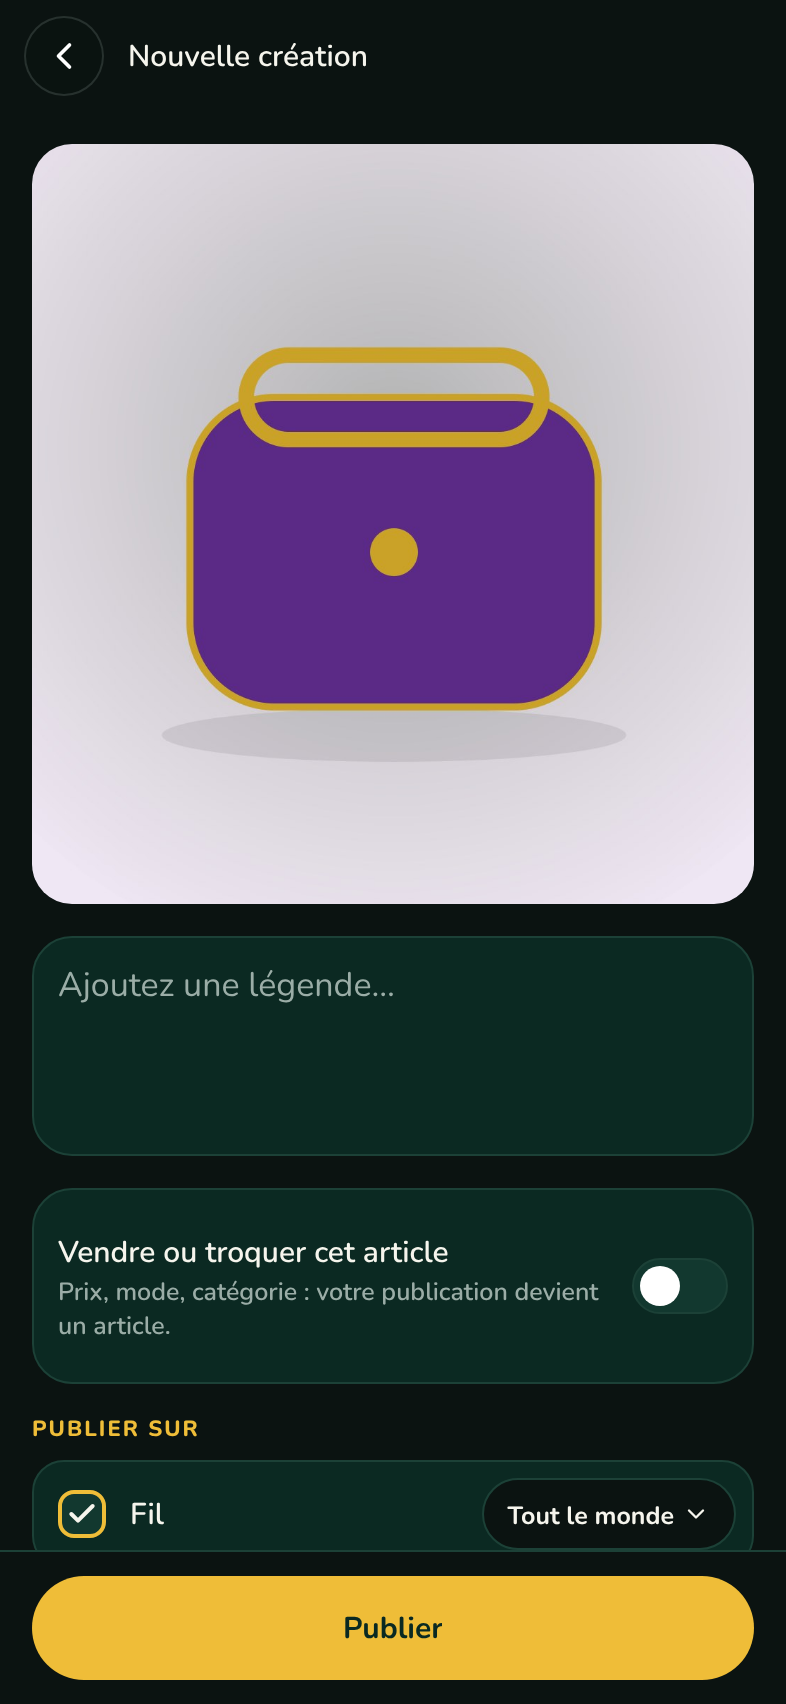 Nouvelle création
Ajoutez une légende...
Vendre ou troquer cet article
Prix, mode, catégorie : votre publication devient
un article.
PUBLIER SUR
Fil
Tout le monde
Publier